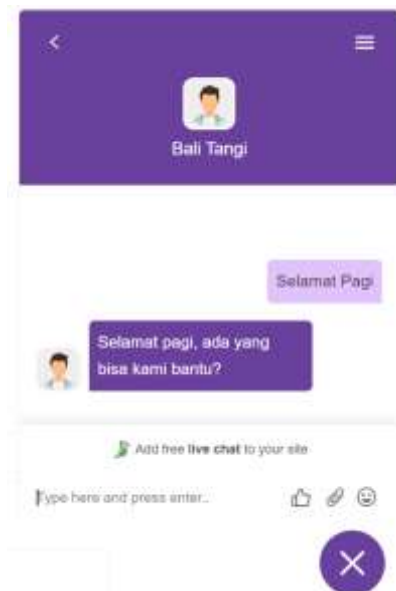 Bali Tangi
Selamat Pagi
Selamat pagi, ada yang
bisa kami bantu?
Add free live chat to your site
Type here and press enter..